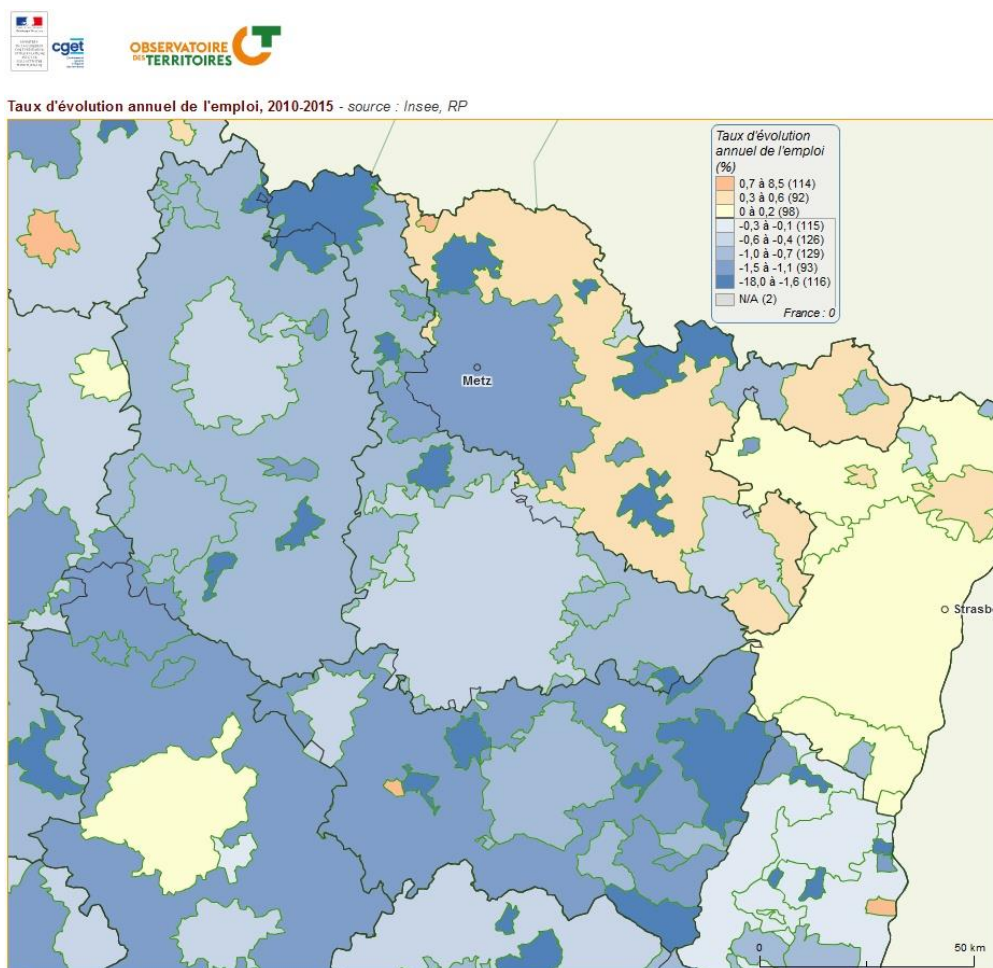 cget
OBSERVATOIRE
DES TERRITOIRES
Taux d'évolution annuel de l'emploi, 2010-2015 - source : Insee, RP
Taux d'évolution
annuel de l'emploi
(%)
0,7 à 8,5 (114)
0,3 à 0,6 (92)
0 à 0,2 (98)
-0,3 à -0,1 (115)
-0,6 à -0,4 (126)
-1,0 à -0,7 (129)
-1,5 à -1,1 (93)
-18,0 à -1,6 (116)
N/A (2)
France : 0
Metz
Strasbo
0
50 km